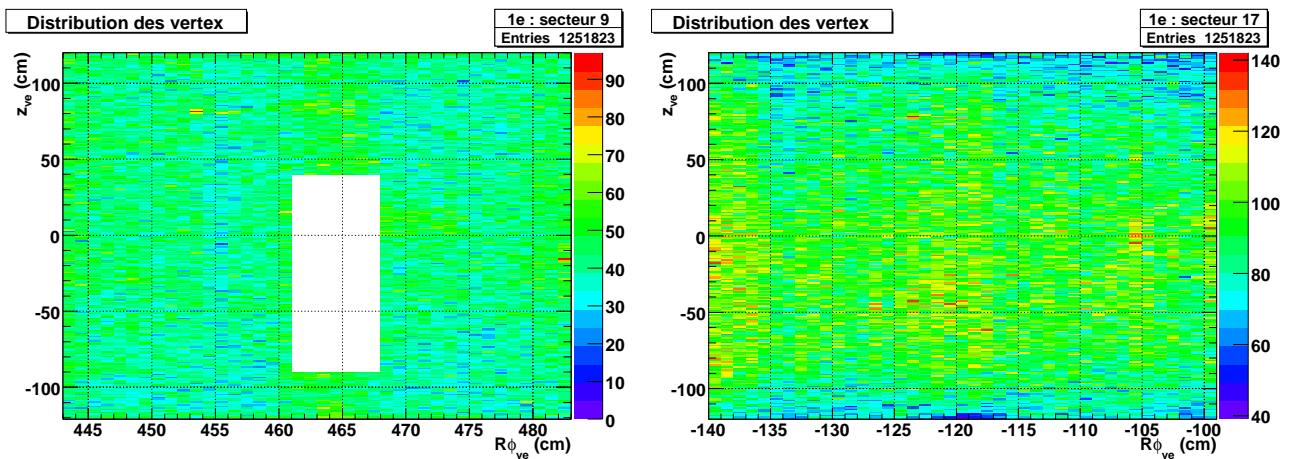 Distribution des vertex
1e : secteur 9
Entries 1251823
z_ve (cm)
100
50
0
-50
-100
445 450 455 460 465 470 475 480
Rϕ_ve (cm)
90
80
70
60
50
40
30
20
10
0
Distribution des vertex
1e : secteur 17
Entries 1251823
z_ve (cm)
100
50
0
-50
-100
-140 -135 -130 -125 -120 -115 -110 -105 -100
Rϕ_ve (cm)
140
120
100
80
60
40